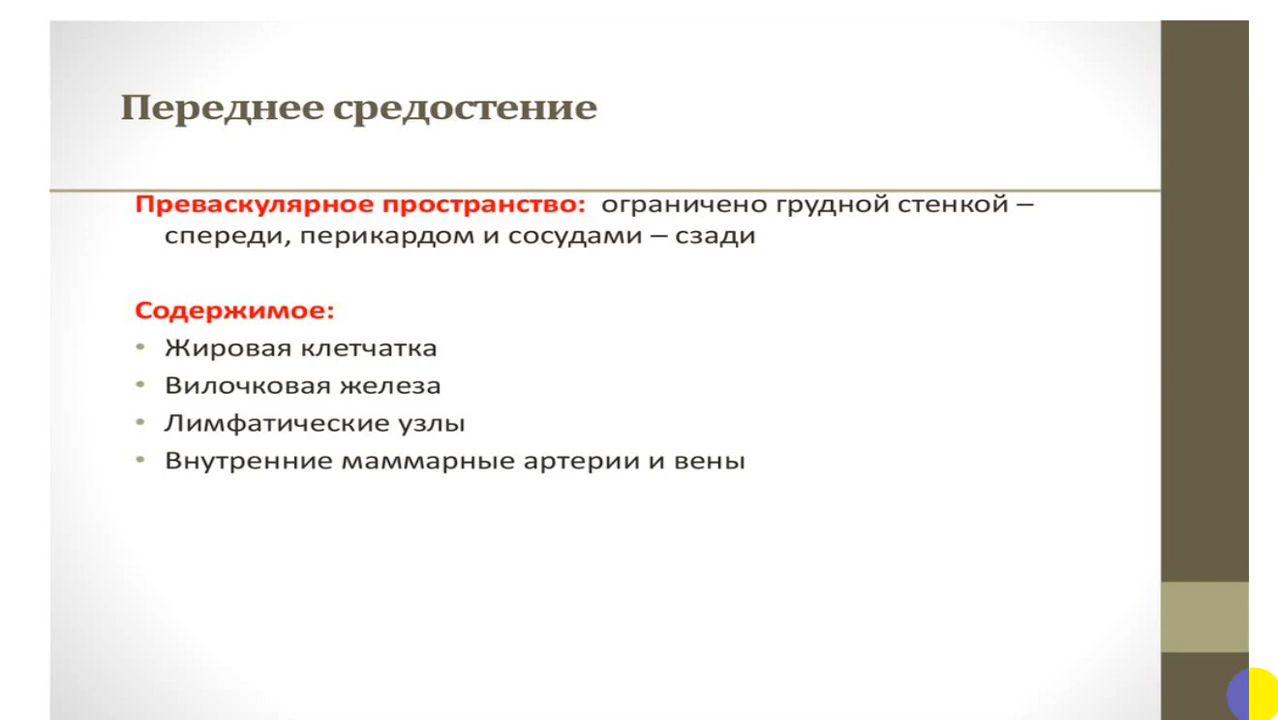 Переднее средостение
Преваскулярное пространство: ограничено грудной стенкой –
спереди, перикардом и сосудами – сзади
Содержимое:
• Жировая клетчатка
• Вилочковая железа
• Лимфатические узлы
• Внутренние маммарные артерии и вены